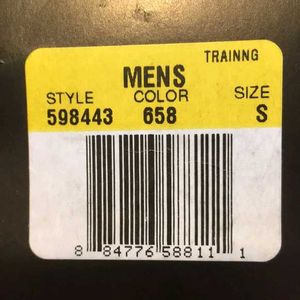 TRAINNG
MENS
STYLE COLOR SIZE
598443 658 S
8 84776 58811 1